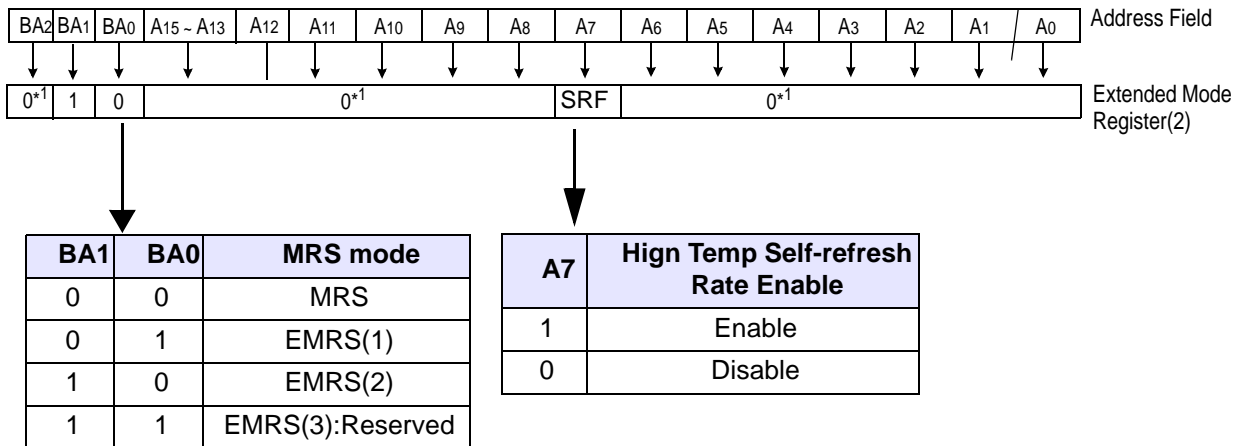 BA2 BA1 BA0 A15 ~ A13 A12 A11 A10 A9 A8 A7 A6 A5 A4 A3 A2 A1 A0 Address Field
0*1 1 0 0*1 SRF 0*1 Extended Mode
Register(2)
BA1 BA0 MRS mode
0 0 MRS
0 1 EMRS(1)
1 0 EMRS(2)
1 1 EMRS(3):Reserved
A7 Hign Temp Self-refresh
Rate Enable
1 Enable
0 Disable